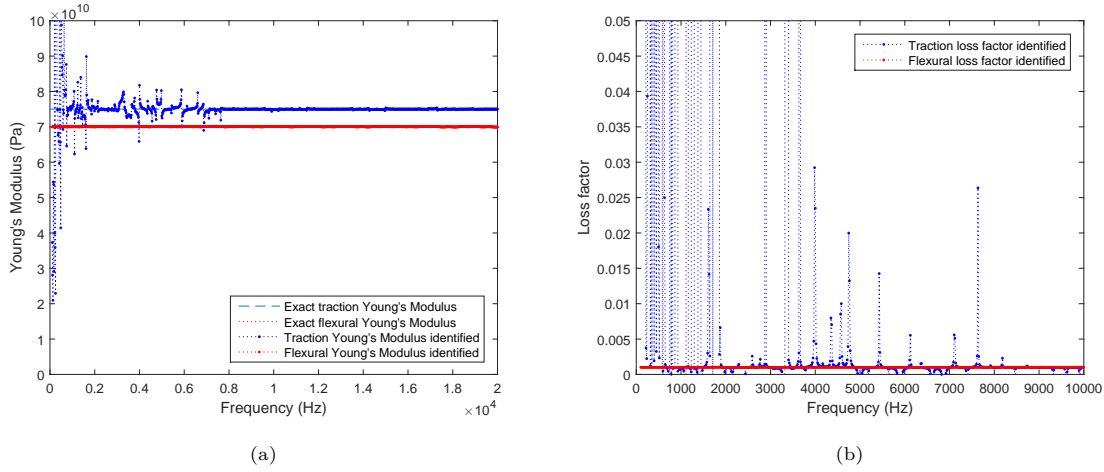 × 10^10
10
9
8
7
6
5
4
3
2
1
0
Young's Modulus (Pa)
Exact traction Young's Modulus
Exact flexural Young's Modulus
Traction Young's Modulus identified
Flexural Young's Modulus identified
0 0.2 0.4 0.6 0.8 1 1.2 1.4 1.6 1.8 20
Frequency (Hz)
× 10^4
(a)
0.05
0.045
0.04
0.035
0.03
0.025
0.02
0.015
0.01
0.005
0
Loss factor
Traction loss factor identified
Flexural loss factor identified
0 1000 2000 3000 4000 5000 6000 7000 8000 9000 10000
Frequency (Hz)
(b)